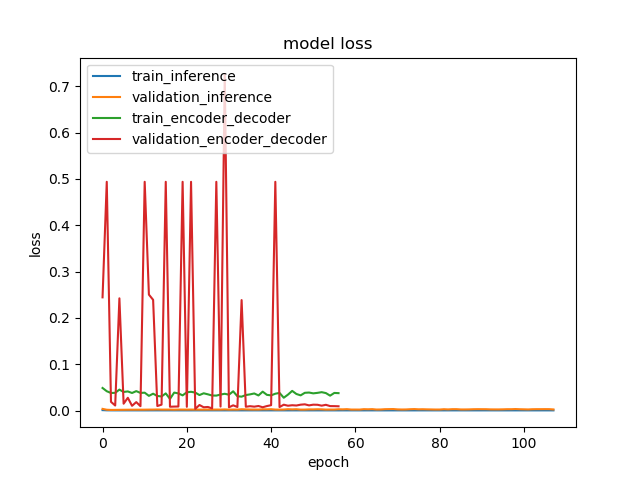 model loss
train_inference
validation_inference
train_encoder_decoder
validation_encoder_decoder
0.7
0.6
0.5
0.4
0.3
0.2
0.1
0.0
loss
0 20 40 60 80 100
epoch